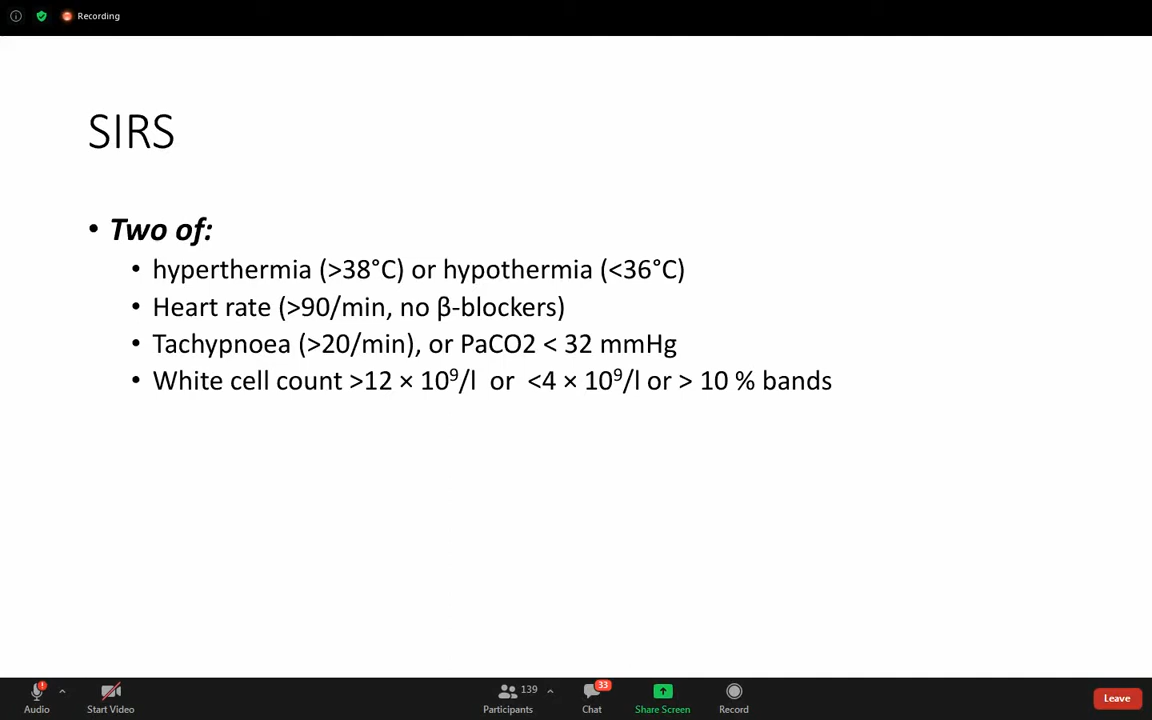 Recording
SIRS
• Two of:
• hyperthermia (>38°C) or hypothermia (<36°C)
• Heart rate (>90/min, no β-blockers)
• Tachypnoea (>20/min), or PaCO2 < 32 mmHg
• White cell count >12 × 10⁹/l or <4 × 10⁹/l or > 10 % bands
139
33
Audio
Start Video
Participants
Chat
Share Screen
Record
Leave